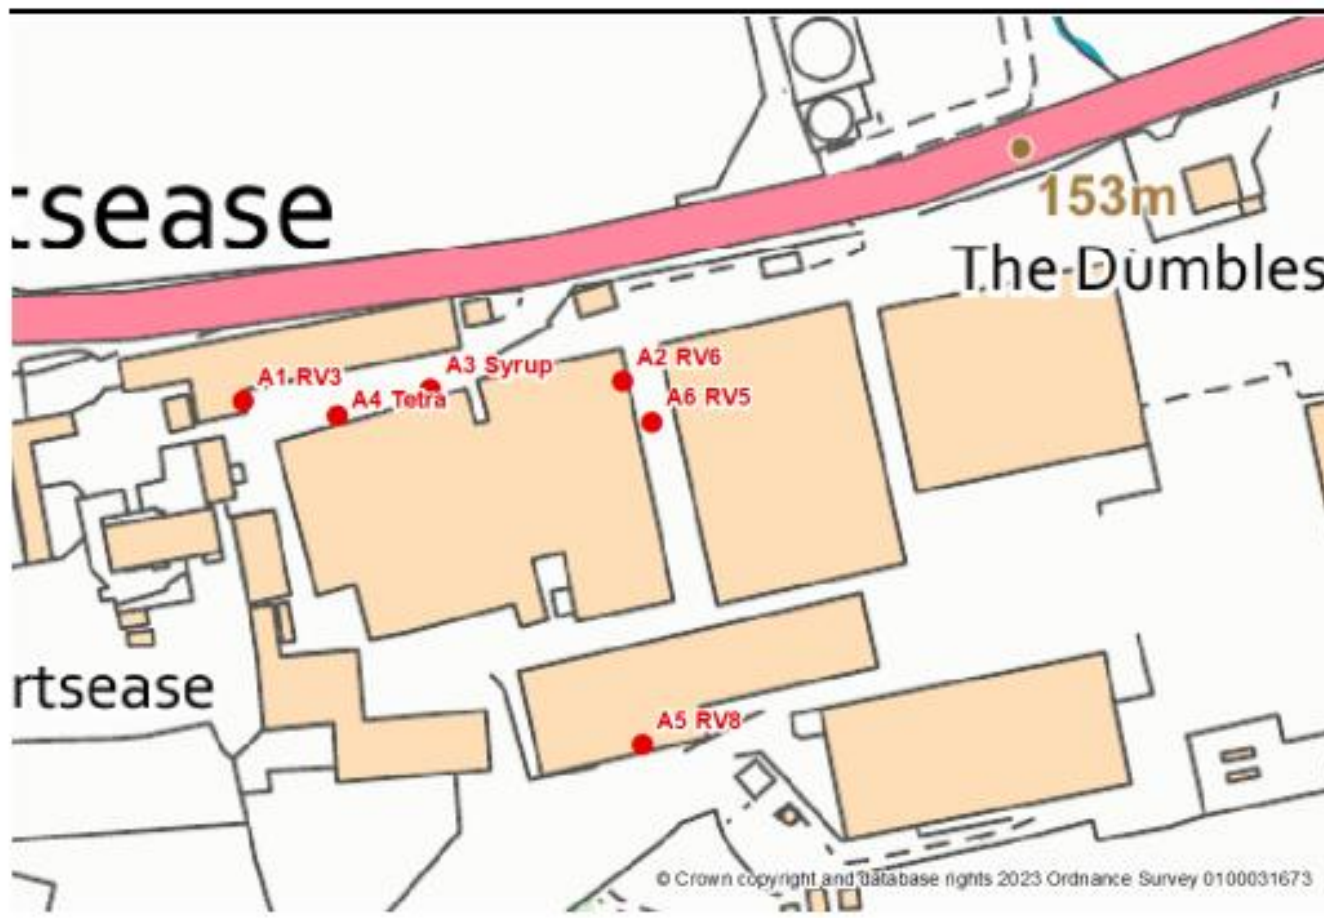 tsease
153m
The Dumbles
A3 Syrup
A2 RV6
A1 RV3
A4 Tetra
A6 RV5
rtsease
A5 RV8
© Crown copyright and database rights 2023 Ordnance Survey 0100031673